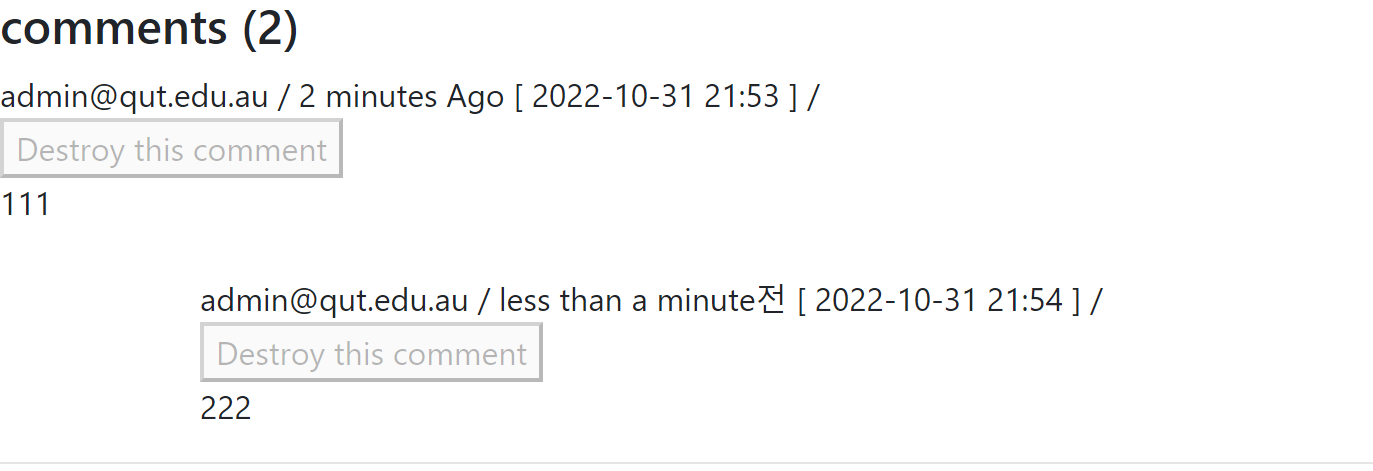 comments (2)
admin@qut.edu.au / 2 minutes Ago [ 2022-10-31 21:53 ] /
Destroy this comment
111
admin@qut.edu.au / less than a minute전 [ 2022-10-31 21:54 ] /
Destroy this comment
222